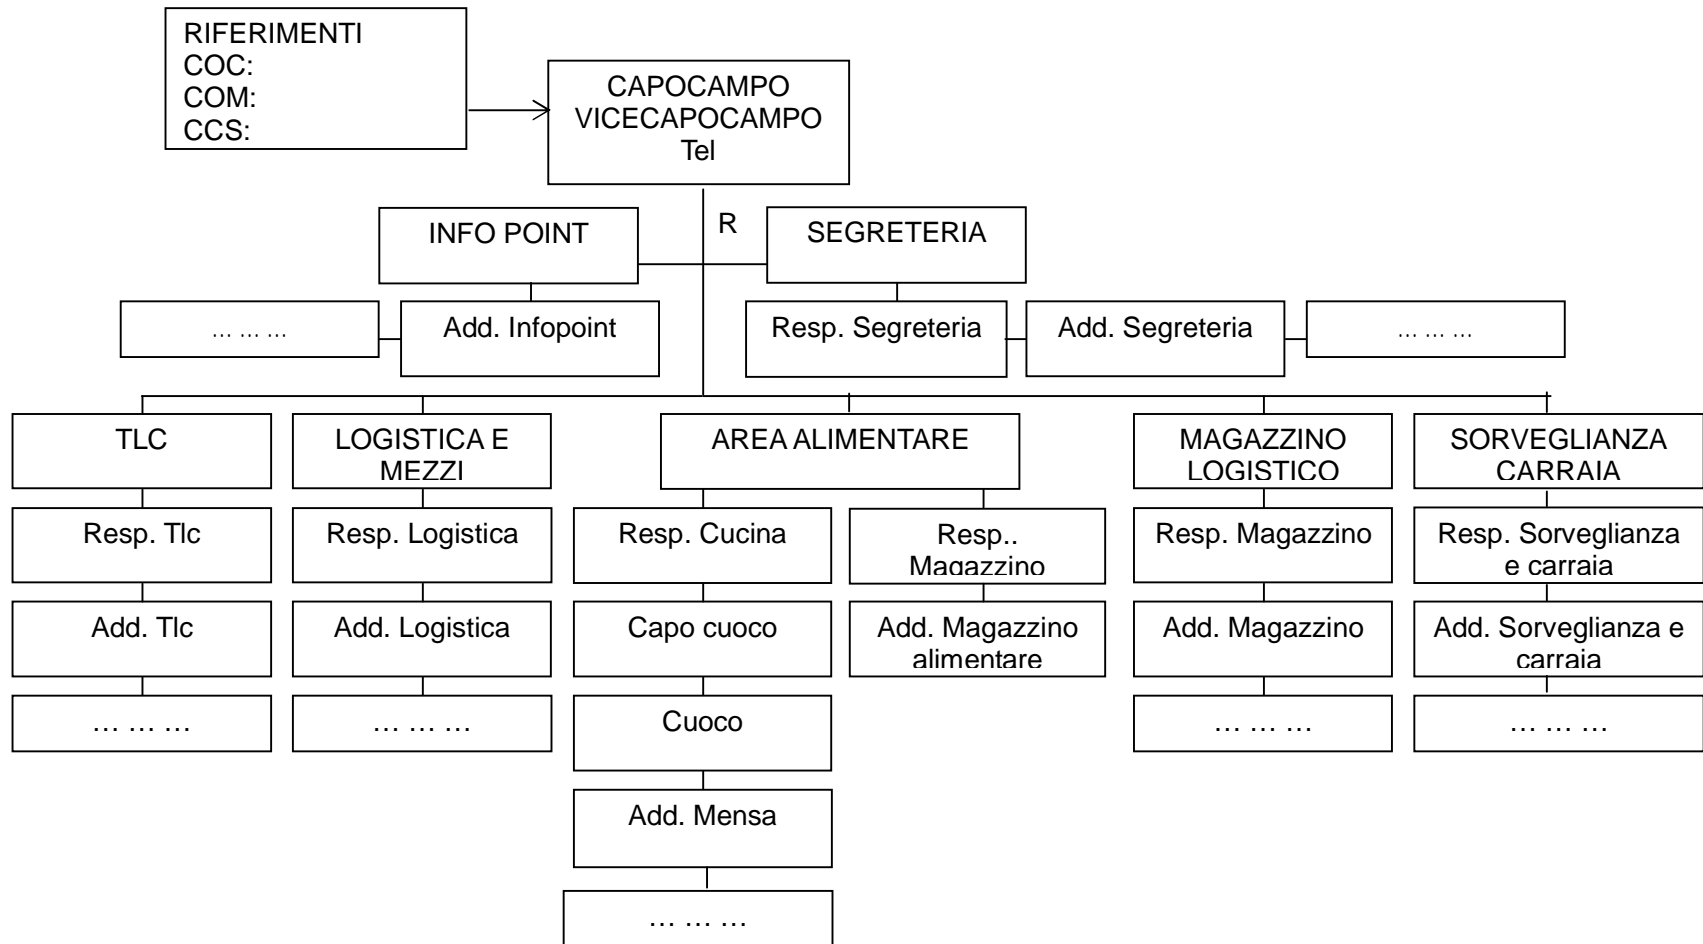 RIFERIMENTI
COC:
COM:
CCS:
CAPOCAMPO
VICECAPOCAMPO
Tel
INFO POINT
R
SEGRETERIA
… … …
Add. Infopoint
Resp. Segreteria
Add. Segreteria
… … …
TLC
LOGISTICA E
MEZZI
AREA ALIMENTARE
MAGAZZINO
LOGISTICO
SORVEGLIANZA
CARRAIA
Resp. Tlc
Resp. Logistica
Resp. Cucina
Resp..
Magazzino
Resp. Magazzino
Resp. Sorveglianza
e carraia
Add. Tlc
Add. Logistica
Capo cuoco
Add. Magazzino
alimentare
Add. Magazzino
Add. Sorveglianza e
carraia
… … …
… … …
Cuoco
… … …
… … …
Add. Mensa
… … …